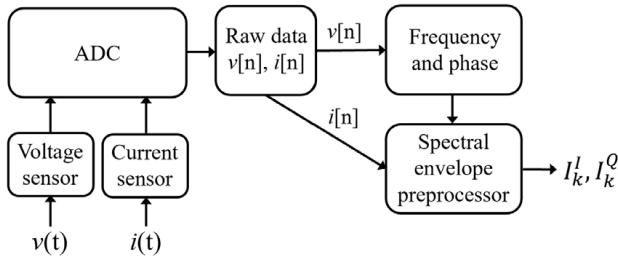 ADC
Raw data
v[n], i[n]
v[n]
Frequency
and phase
i[n]
Voltage
sensor
Current
sensor
Spectral
envelope
preprocessor
I_k^I, I_k^Q
v(t)
i(t)